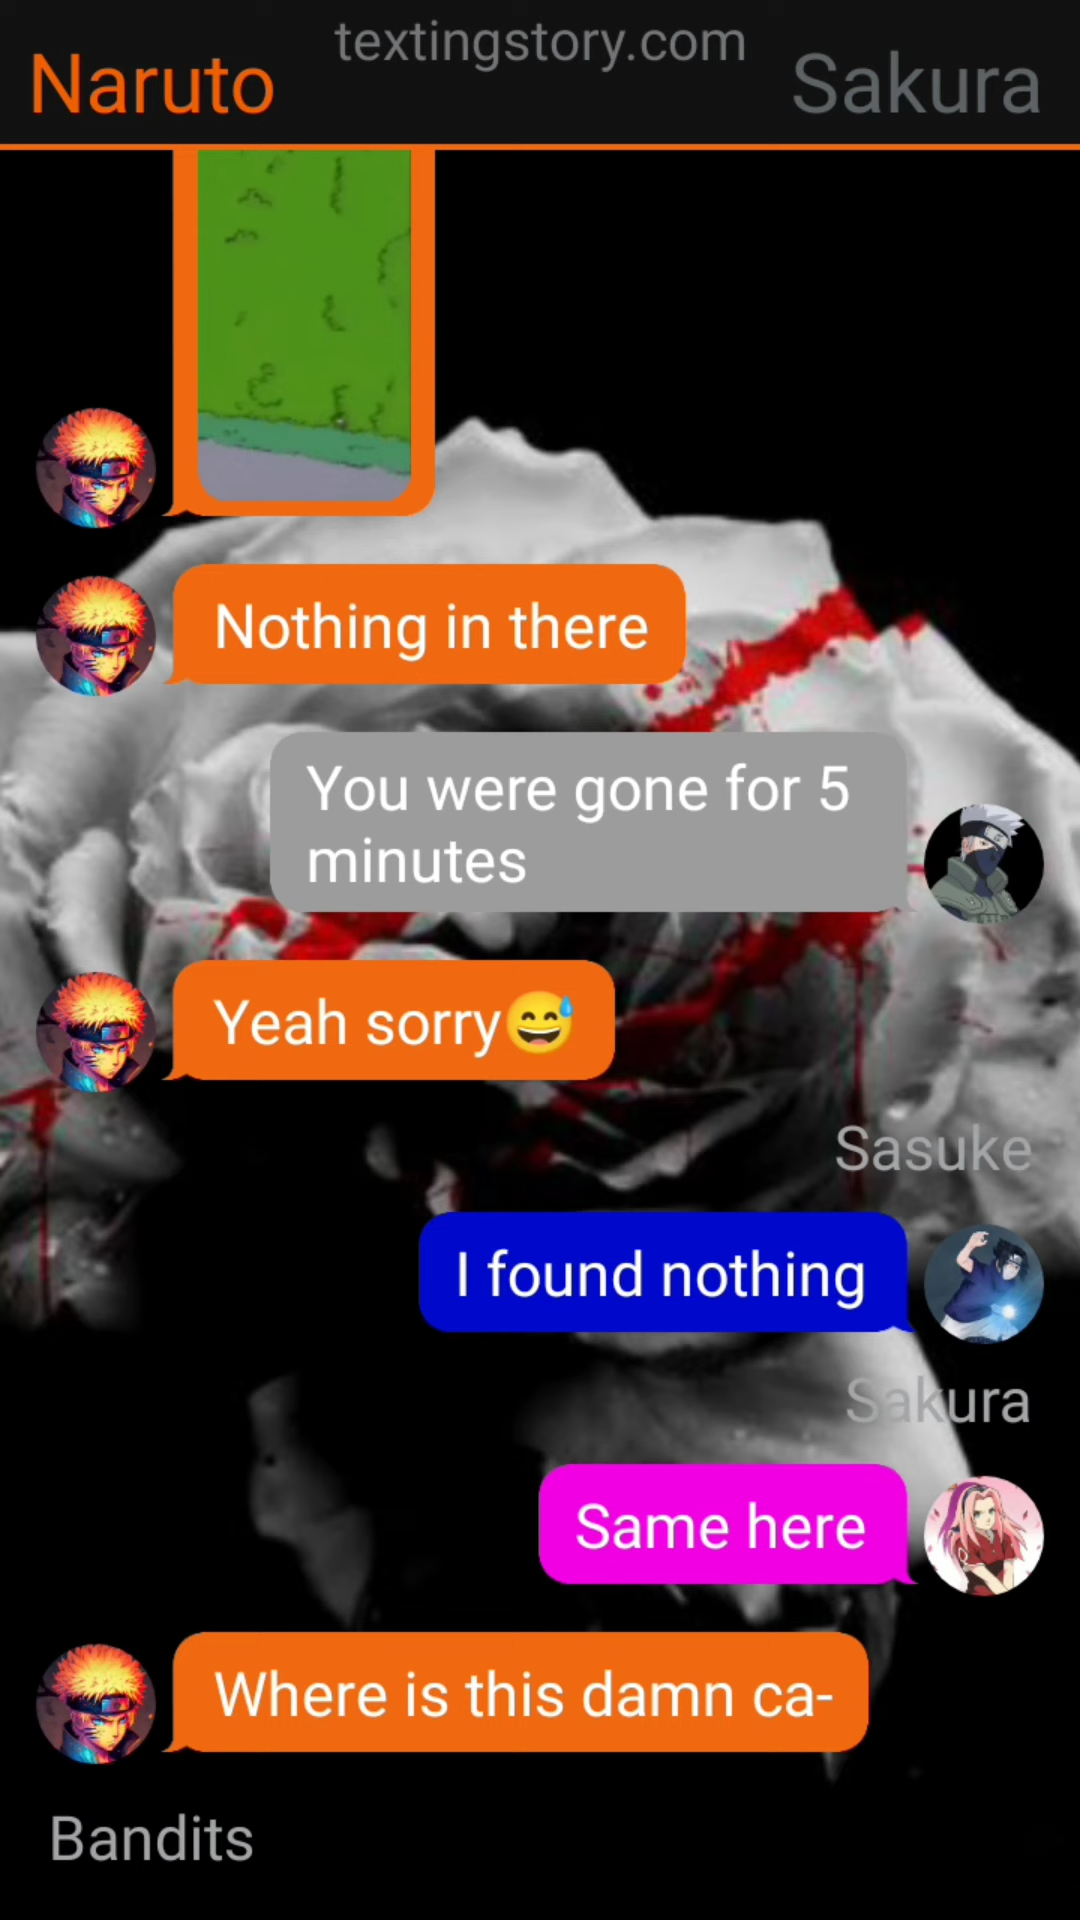 textingstory.com
Naruto
Sakura
Nothing in there
You were gone for 5
minutes
Yeah sorry😅
Sasuke
I found nothing
Sakura
Same here
Where is this damn ca-
Bandits